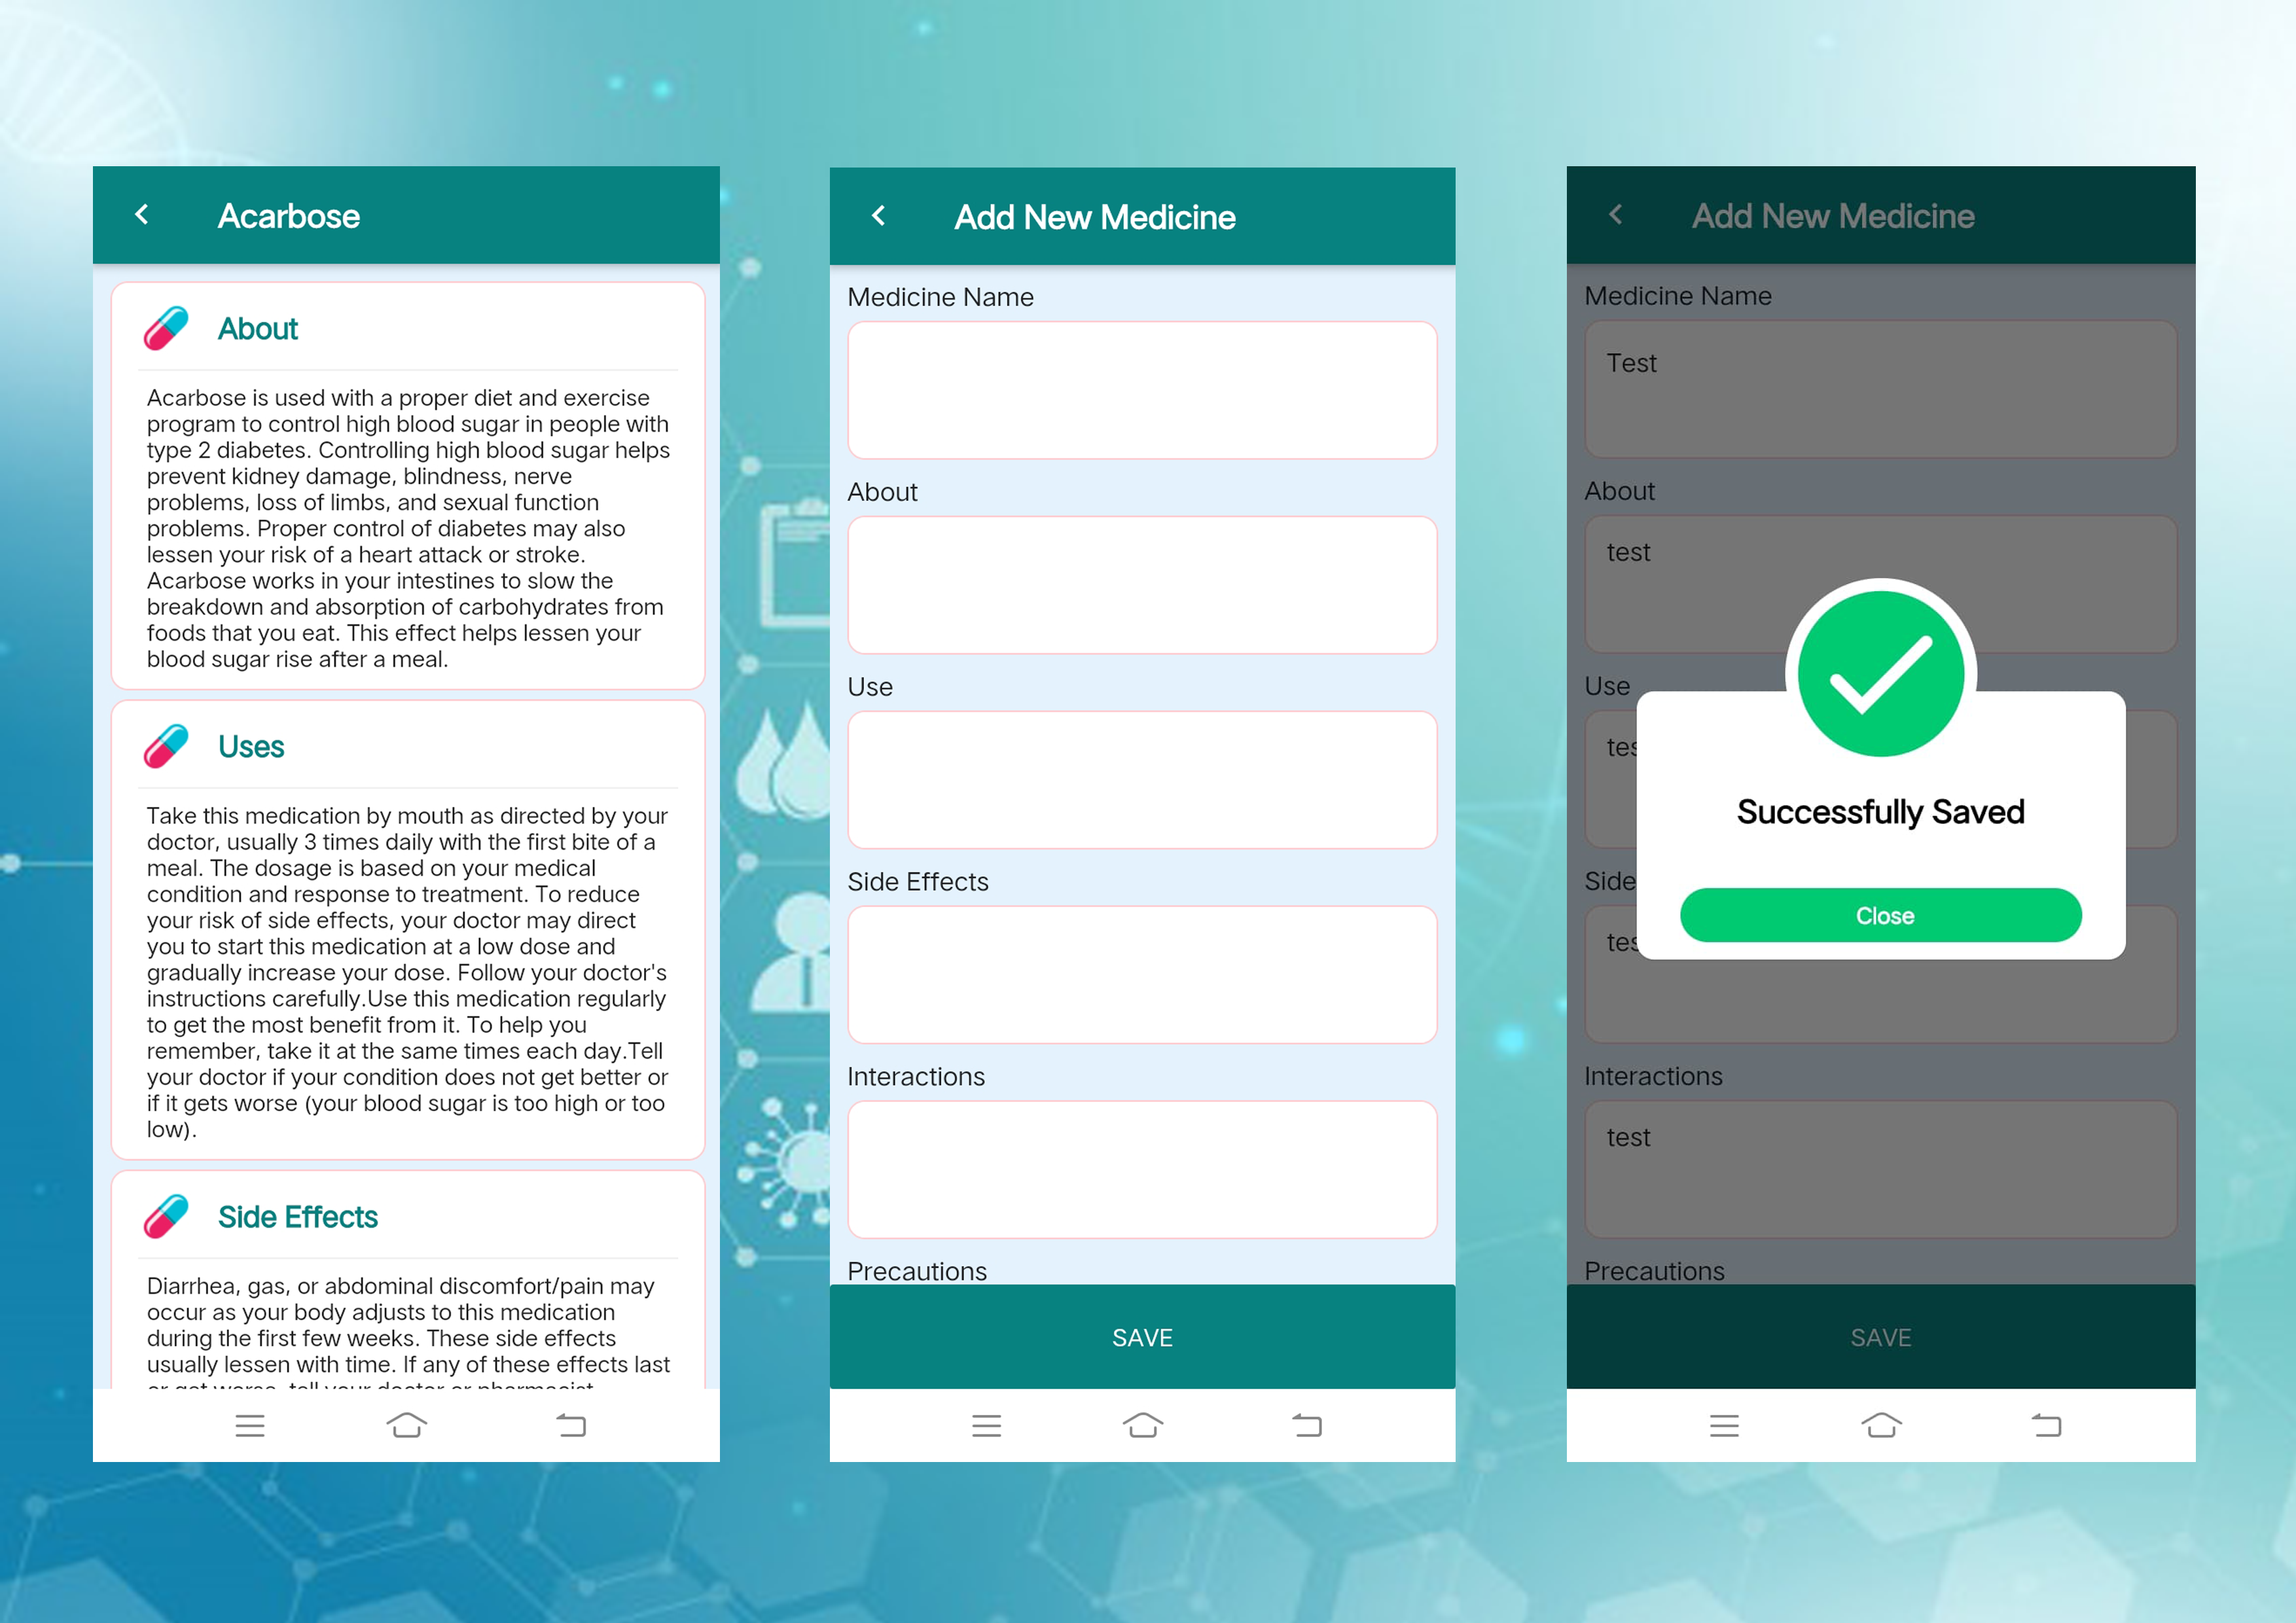 Acarbose
About
Acarbose is used with a proper diet and exercise
program to control high blood sugar in people with
type 2 diabetes. Controlling high blood sugar helps
prevent kidney damage, blindness, nerve
problems, loss of limbs, and sexual function
problems. Proper control of diabetes may also
lessen your risk of a heart attack or stroke.
Acarbose works in your intestines to slow the
breakdown and absorption of carbohydrates from
foods that you eat. This effect helps lessen your
blood sugar rise after a meal.
Uses
Take this medication by mouth as directed by your
doctor, usually 3 times daily with the first bite of a
meal. The dosage is based on your medical
condition and response to treatment. To reduce
your risk of side effects, your doctor may direct
you to start this medication at a low dose and
gradually increase your dose. Follow your doctor's
instructions carefully.Use this medication regularly
to get the most benefit from it. To help you
remember, take it at the same times each day.Tell
your doctor if your condition does not get better or
if it gets worse (your blood sugar is too high or too
low).
Side Effects
Diarrhea, gas, or abdominal discomfort/pain may
occur as your body adjusts to this medication
during the first few weeks. These side effects
usually lessen with time. If any of these effects last
or get worse, tell your doctor or pharmacist
Add New Medicine
Medicine Name
About
Use
Side Effects
Interactions
Precautions
SAVE
Add New Medicine
Medicine Name
Test
About
test
Use
tes
Successfully Saved
Side
Close
tes
Interactions
test
Precautions
SAVE